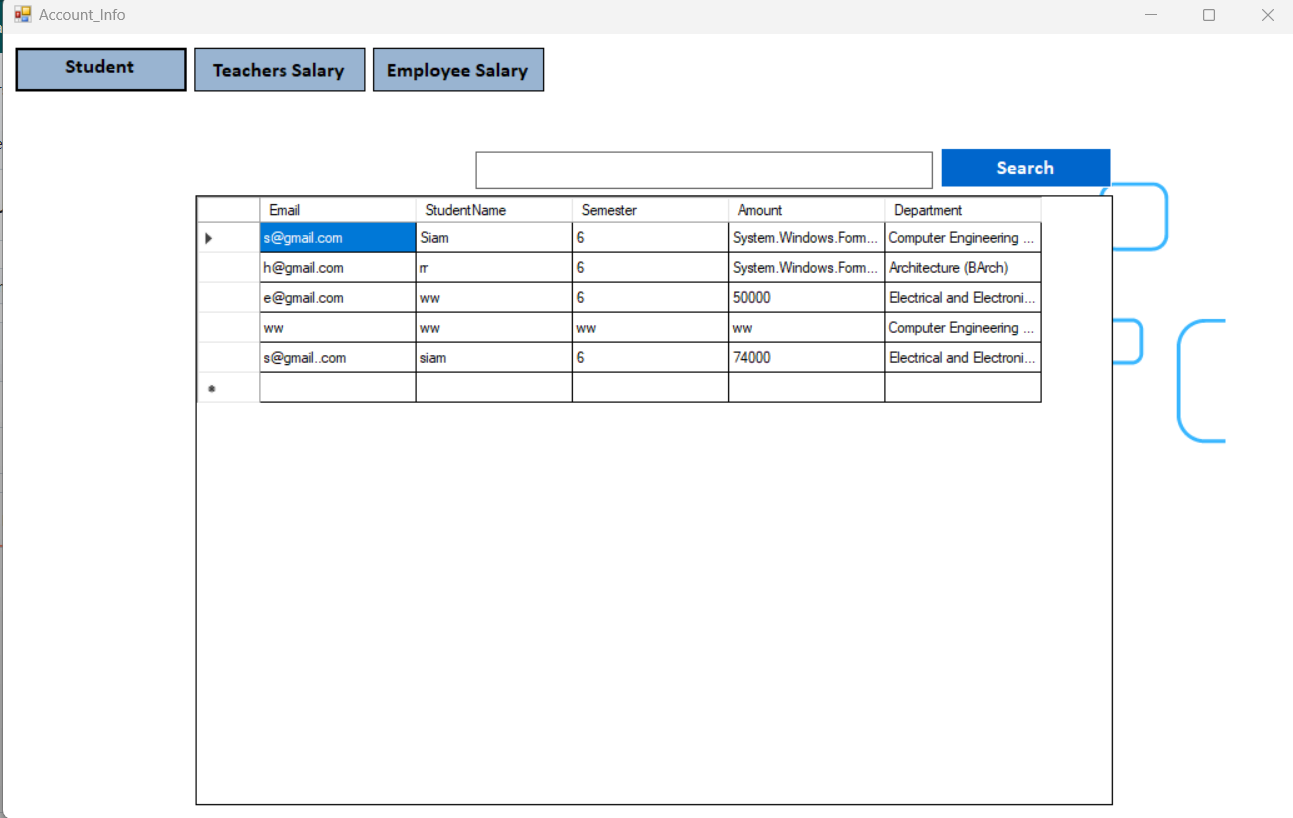 Account_Info
Student Teachers Salary Employee Salary
Search
Email StudentName Semester Amount Department
s@gmail.com Siam 6 System.Windows.Form... Computer Engineering ...
h@gmail.com rr 6 System.Windows.Form... Architecture (BArch)
e@gmail.com ww 6 50000 Electrical and Electroni...
ww ww ww ww Computer Engineering ...
s@gmail..com siam 6 74000 Electrical and Electroni...